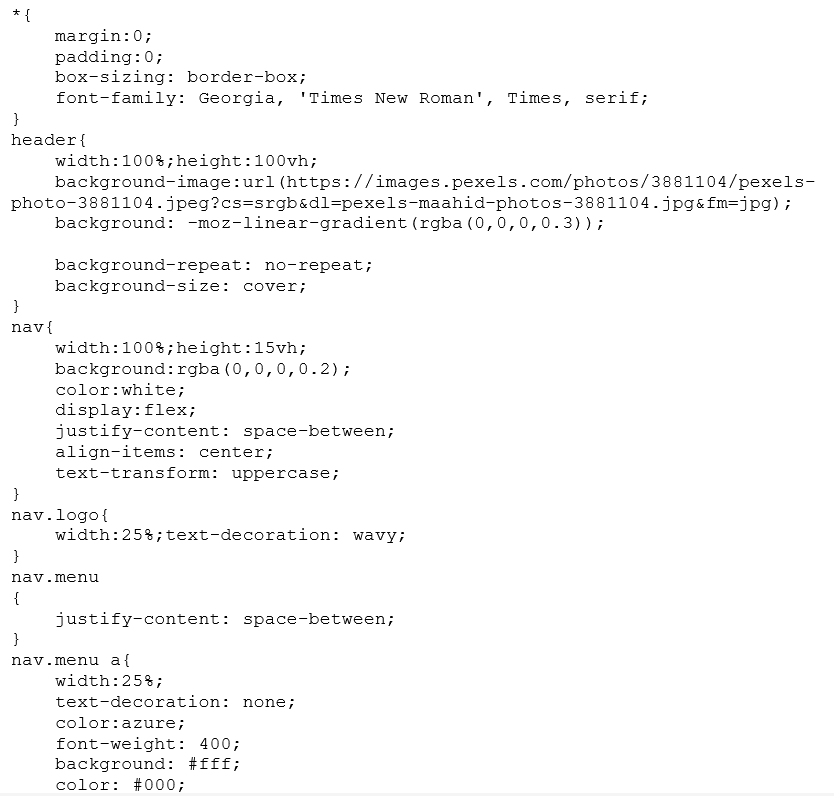 *{
    margin:0;
    padding:0;
    box-sizing: border-box;
    font-family: Georgia, 'Times New Roman', Times, serif;
}
header{
    width:100%;height:100vh;
    background-image:url(https://images.pexels.com/photos/3881104/pexels-
photo-3881104.jpeg?cs=srgb&dl=pexels-maahid-photos-3881104.jpg&fm=jpg);
    background: -moz-linear-gradient(rgba(0,0,0,0.3));

    background-repeat: no-repeat;
    background-size: cover;
}
nav{
    width:100%;height:15vh;
    background:rgba(0,0,0,0.2);
    color:white;
    display:flex;
    justify-content: space-between;
    align-items: center;
    text-transform: uppercase;
}
nav.logo{
    width:25%;text-decoration: wavy;
}
nav.menu
{
    justify-content: space-between;
}
nav.menu a{
    width:25%;
    text-decoration: none;
    color:azure;
    font-weight: 400;
    background: #fff;
    color: #000;